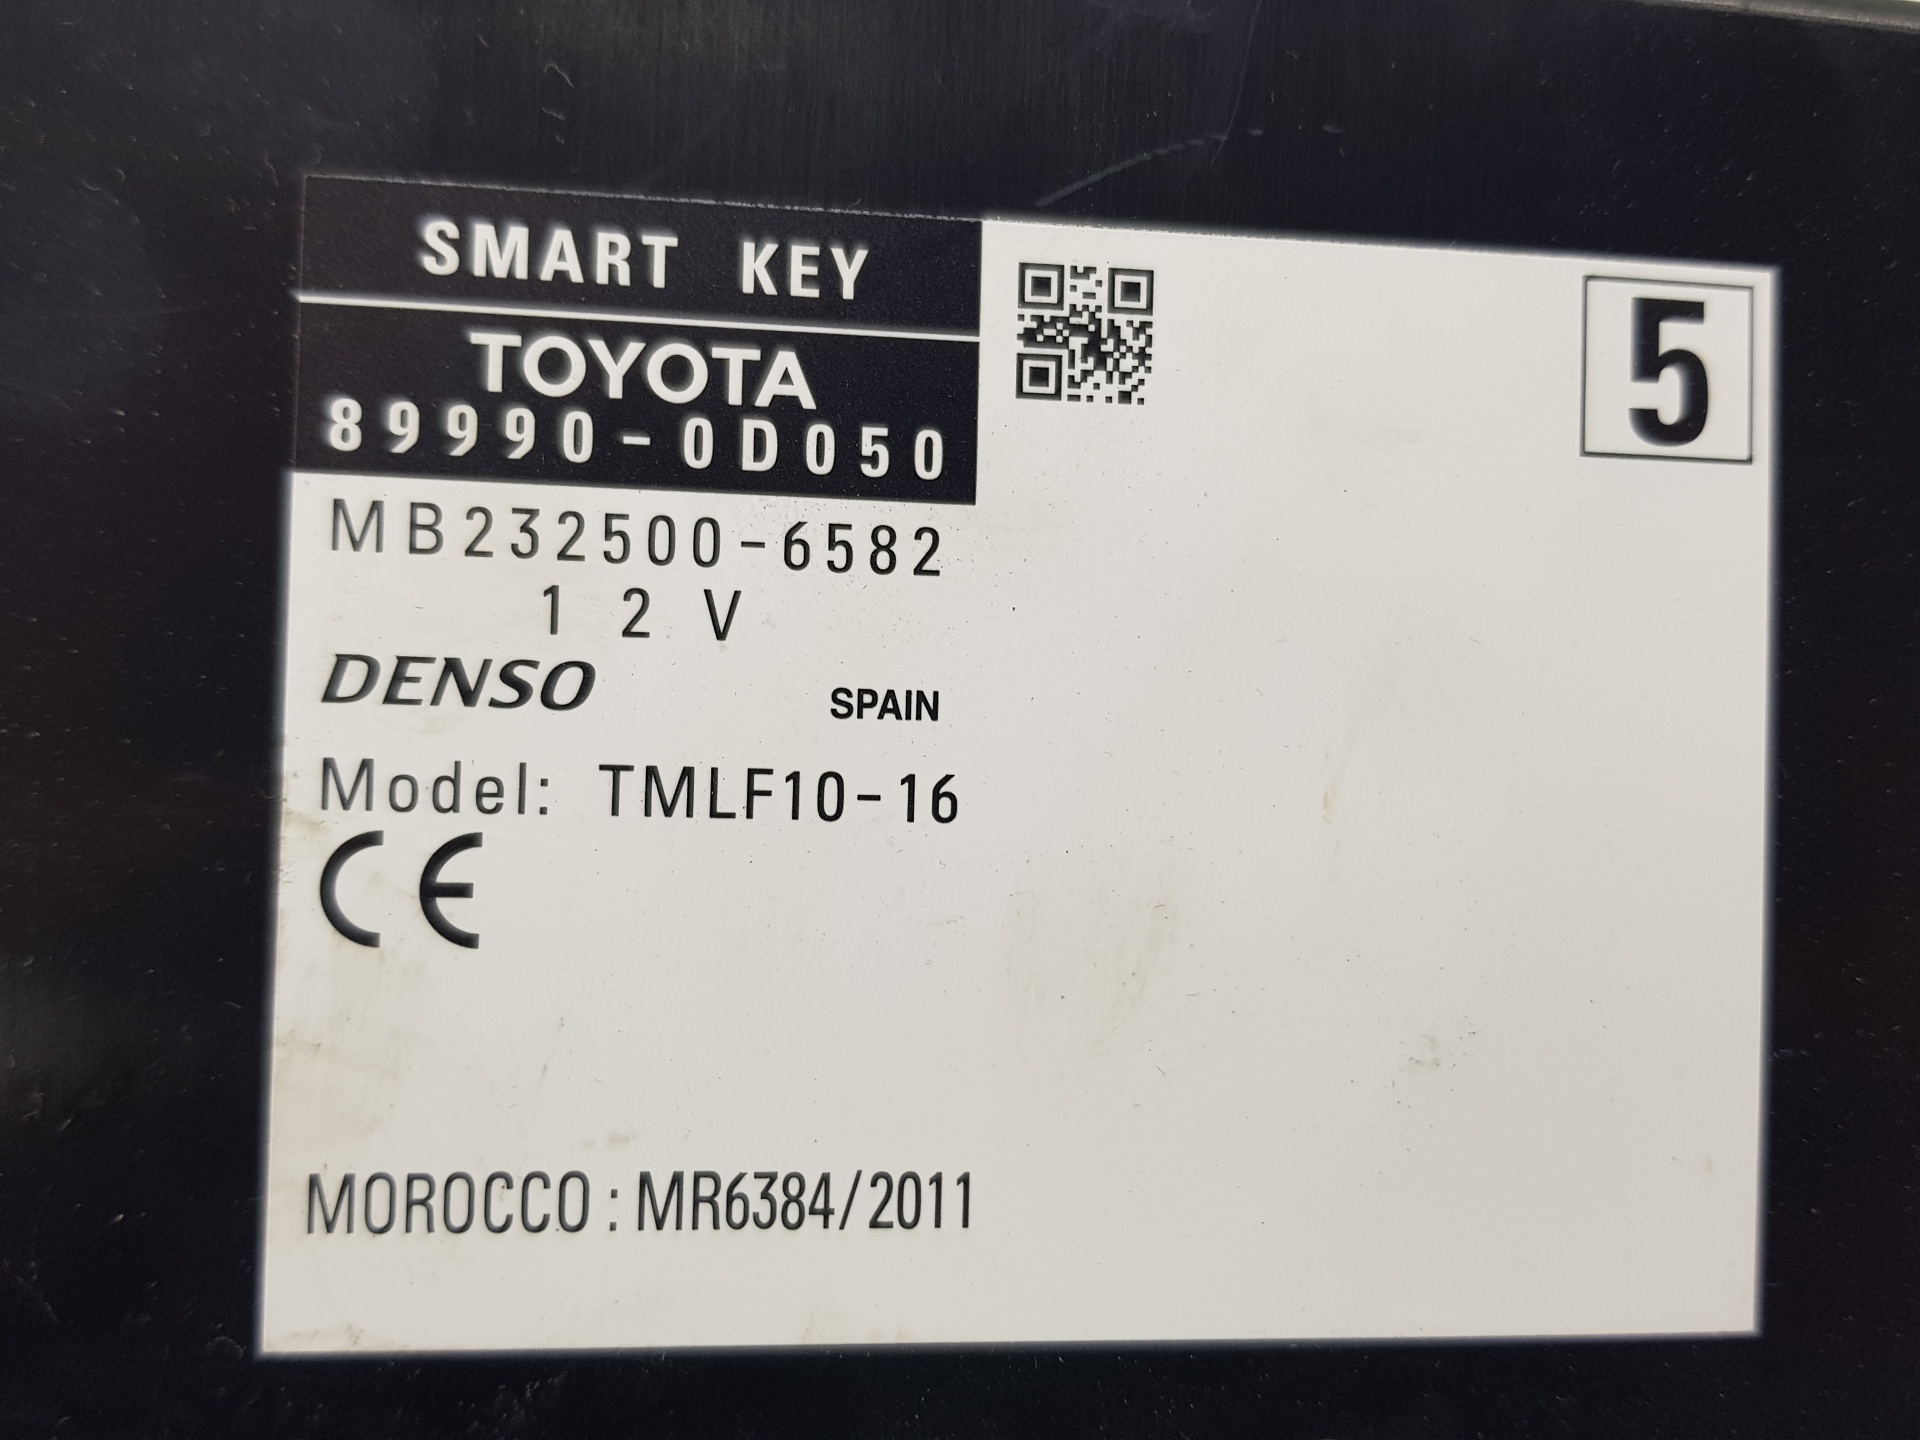 SMART KEY
TOYOTA
89990-0D050
5
MB232500-6582
12V
DENSO SPAIN
Model: TMLF10-16
CE
MOROCCO : MR6384/2011